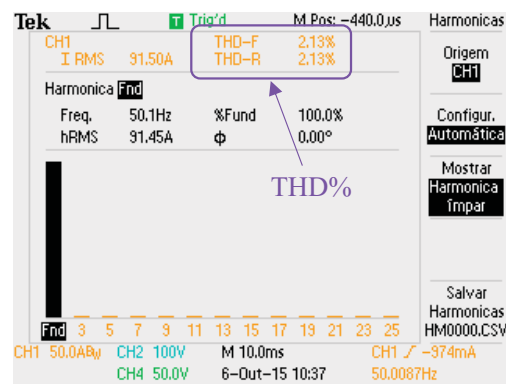 Tek T Trig'd M Pos: -440.0µs Harmonicas
CH1 THD-F 2.13%
I RMS 91.50A THD-R 2.13%
Origem
CH1
Harmonica Fnd
Freq. 50.1Hz %Fund 100.0%
hRMS 91.45A ϕ 0.00°
Configur.
Automática
THD%
Mostrar
Harmonica
ímpar
Salvar
Harmonicas
HM0000.CSV
Fnd 3 5 7 9 11 13 15 17 19 21 23 25
CH1 50.0ABw CH2 100V M 10.0ms CH1 -974mA
CH4 50.0V 6-Out-15 10:37 50.0087Hz